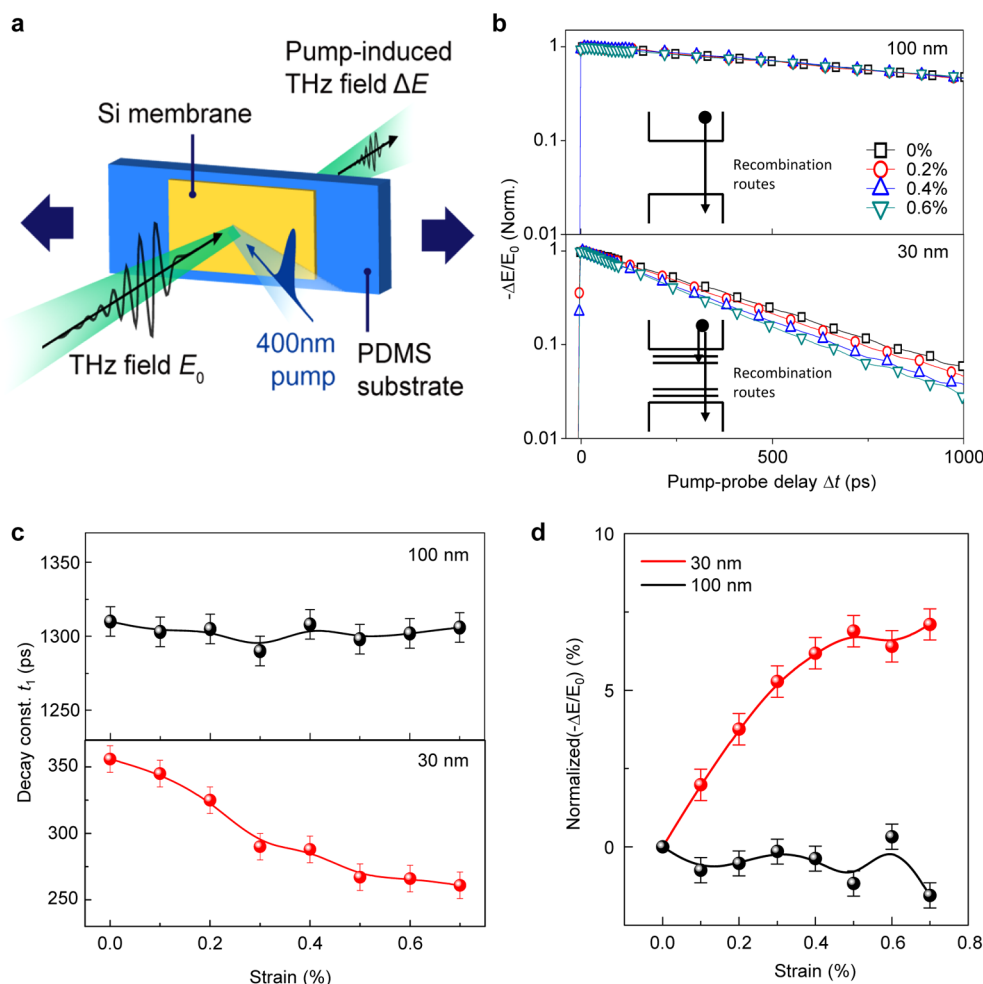 a
Pump-induced
THz field ΔE
Si membrane
THz field E0
400nm
pump
PDMS
substrate
b
100 nm
1
0.1
0.01
Recombination
routes
0%
0.2%
0.4%
0.6%
-ΔE/E0 (Norm.)
30 nm
1
0.1
0.01
Recombination
routes
0
500
1000
Pump-probe delay Δt (ps)
c
100 nm
1350
1300
1250
Decay const. t1 (ps)
30 nm
350
300
250
0.0
0.2
0.4
0.6
Strain (%)
d
10
5
0
30 nm
100 nm
Normalized(-ΔE/E0) (%)
0.0
0.2
0.4
0.6
0.8
Strain (%)